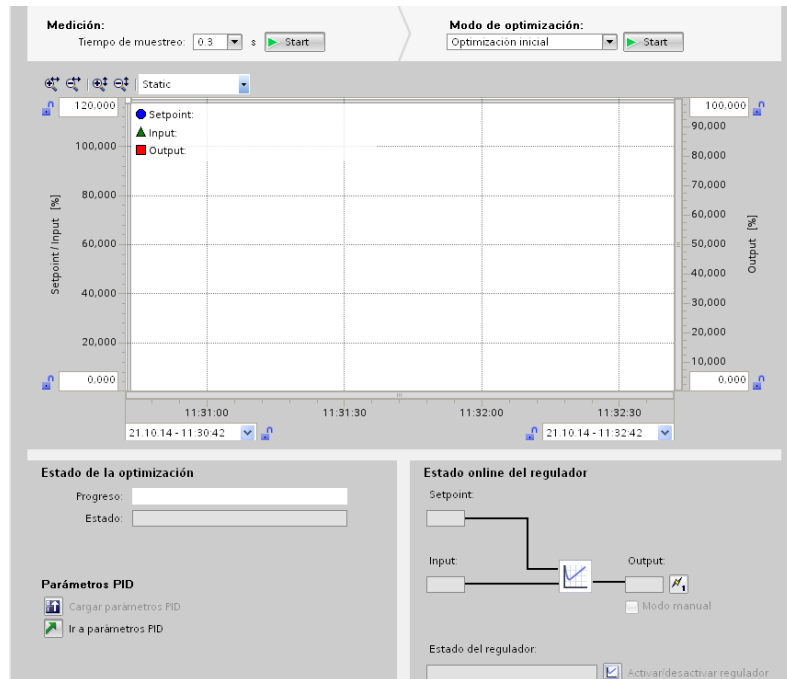 Medición:
Tiempo de muestreo: 0.3 s Start
Modo de optimización:
Optimización inicial Start
Static
120,000
100,000
80,000
60,000
40,000
20,000
0,000
Setpoint / Input [%]
Setpoint:
Input:
Output:
100,000
90,000
80,000
70,000
60,000
50,000
40,000
30,000
20,000
10,000
0,000
Output [%]
11:31:00 11:31:30 11:32:00 11:32:30
21.10.14 - 11:30:42 21.10.14 - 11:32:42
Estado de la optimización
Progreso:
Estado:
Parámetros PID
Cargar parámetros PID
Ir a parámetros PID
Estado online del regulador
Setpoint:
Input: Output:
Modo manual
Estado del regulador:
Activar/desactivar regulador